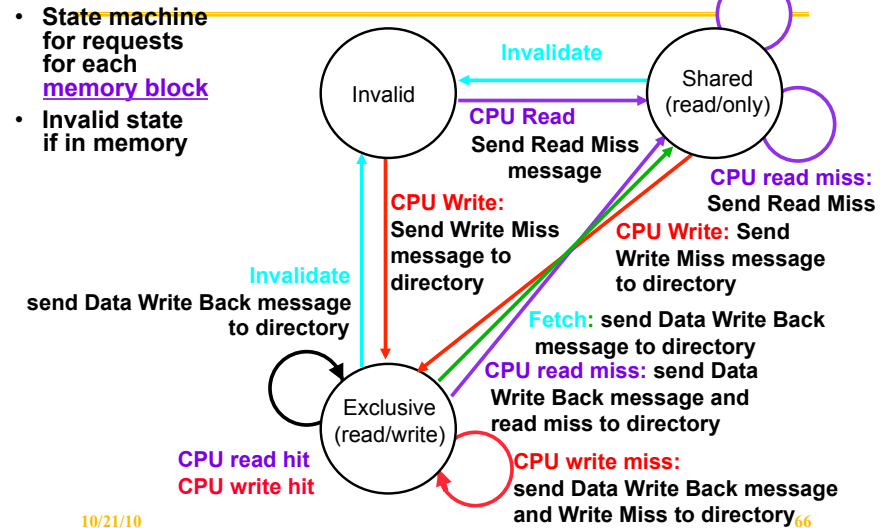 • State machine
for requests
for each
memory block
• Invalid state
if in memory
Invalidate
Invalid
Shared
(read/only)
CPU Read
Send Read Miss
message
CPU read miss:
Send Read Miss
CPU Write:
Send Write Miss
message to
directory
CPU Write: Send
Write Miss message
to directory
Invalidate
send Data Write Back message
to directory
Fetch: send Data Write Back
message to directory
CPU read miss: send Data
Write Back message and
read miss to directory
Exclusive
(read/write)
CPU read hit
CPU write hit
CPU write miss:
send Data Write Back message
and Write Miss to directory
10/21/10
66